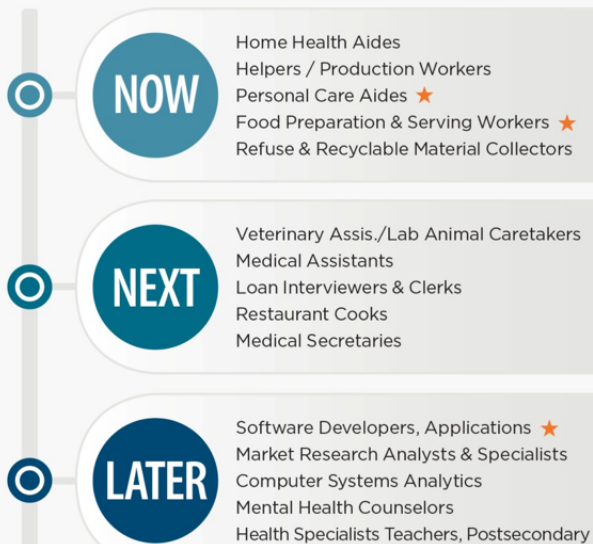 NOW
Home Health Aides
Helpers / Production Workers
Personal Care Aides ★
Food Preparation & Serving Workers ★
Refuse & Recyclable Material Collectors
NEXT
Veterinary Assis./Lab Animal Caretakers
Medical Assistants
Loan Interviewers & Clerks
Restaurant Cooks
Medical Secretaries
LATER
Software Developers, Applications ★
Market Research Analysts & Specialists
Computer Systems Analytics
Mental Health Counselors
Health Specialists Teachers, Postsecondary